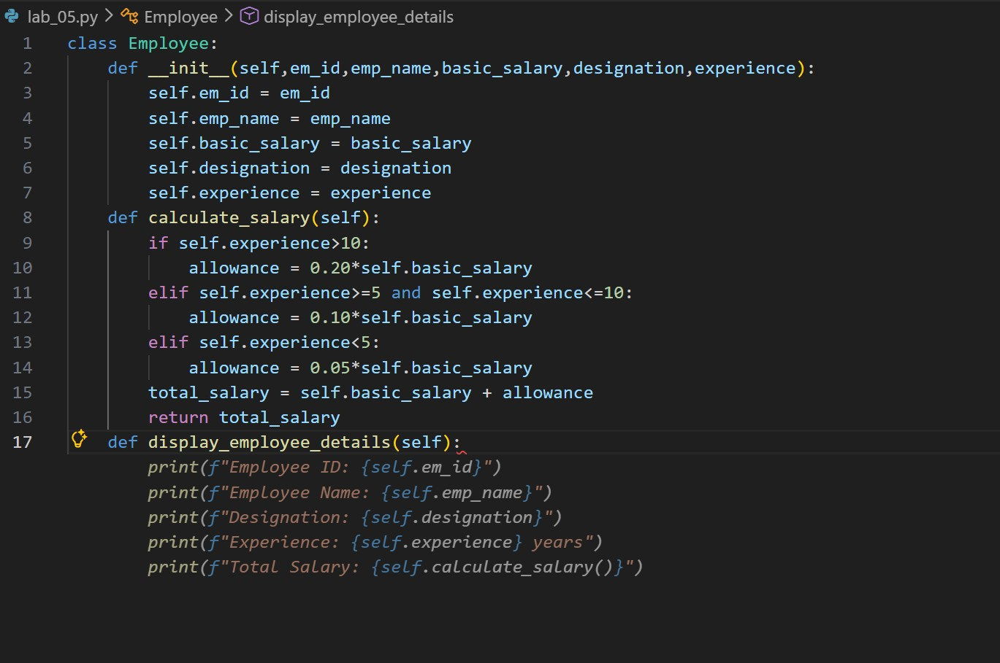 lab_05.py > Employee > display_employee_details
1 class Employee:
2     def __init__(self,em_id,emp_name,basic_salary,designation,experience):
3         self.em_id = em_id
4         self.emp_name = emp_name
5         self.basic_salary = basic_salary
6         self.designation = designation
7         self.experience = experience
8     def calculate_salary(self):
9         if self.experience>10:
10             allowance = 0.20*self.basic_salary
11         elif self.experience>=5 and self.experience<=10:
12             allowance = 0.10*self.basic_salary
13         elif self.experience<5:
14             allowance = 0.05*self.basic_salary
15         total_salary = self.basic_salary + allowance
16         return total_salary
17     def display_employee_details(self):
        print(f"Employee ID: {self.em_id}")
        print(f"Employee Name: {self.emp_name}")
        print(f"Designation: {self.designation}")
        print(f"Experience: {self.experience} years")
        print(f"Total Salary: {self.calculate_salary()}")